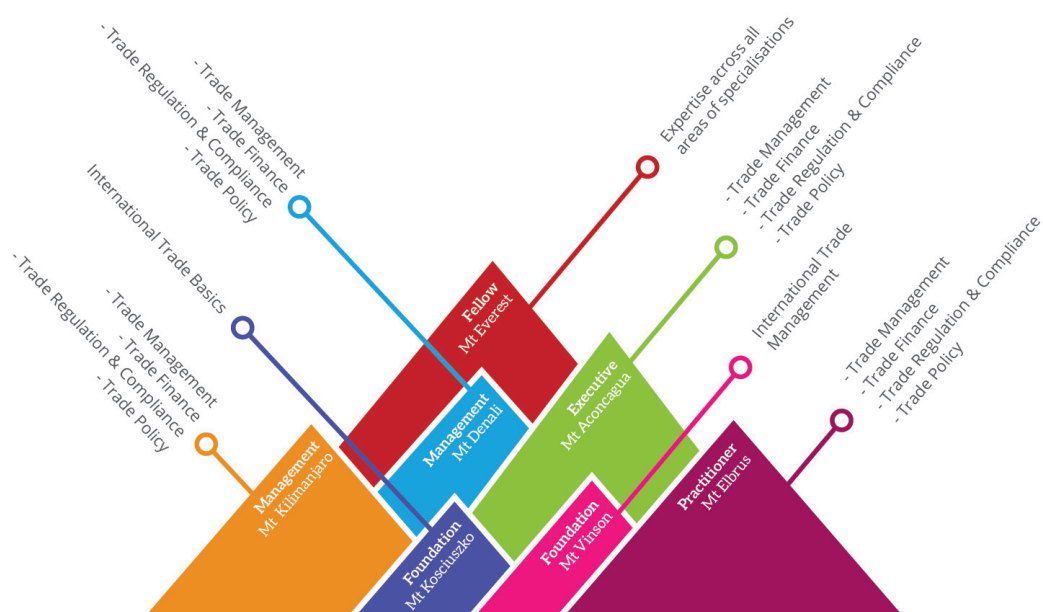 - Trade Management
- Trade Finance
- Trade Regulation & Compliance
- Trade Policy
International Trade Basics
- Trade Management
- Trade Finance
- Trade Regulation & Compliance
- Trade Policy
Expertise across all
areas of specialisations
- Trade Management
- Trade Finance
- Trade Regulation & Compliance
- Trade Policy
International Trade
Management
- Trade Management
- Trade Finance
- Trade Regulation & Compliance
- Trade Policy
Fellow
Mt Everest
Management
Mt Denali
Executive
Mt Aconcagua
Management
Mt Kilimanjaro
Foundation
Mt Kosciuszko
Foundation
Mt Vinson
Practitioner
Mt Elbrus